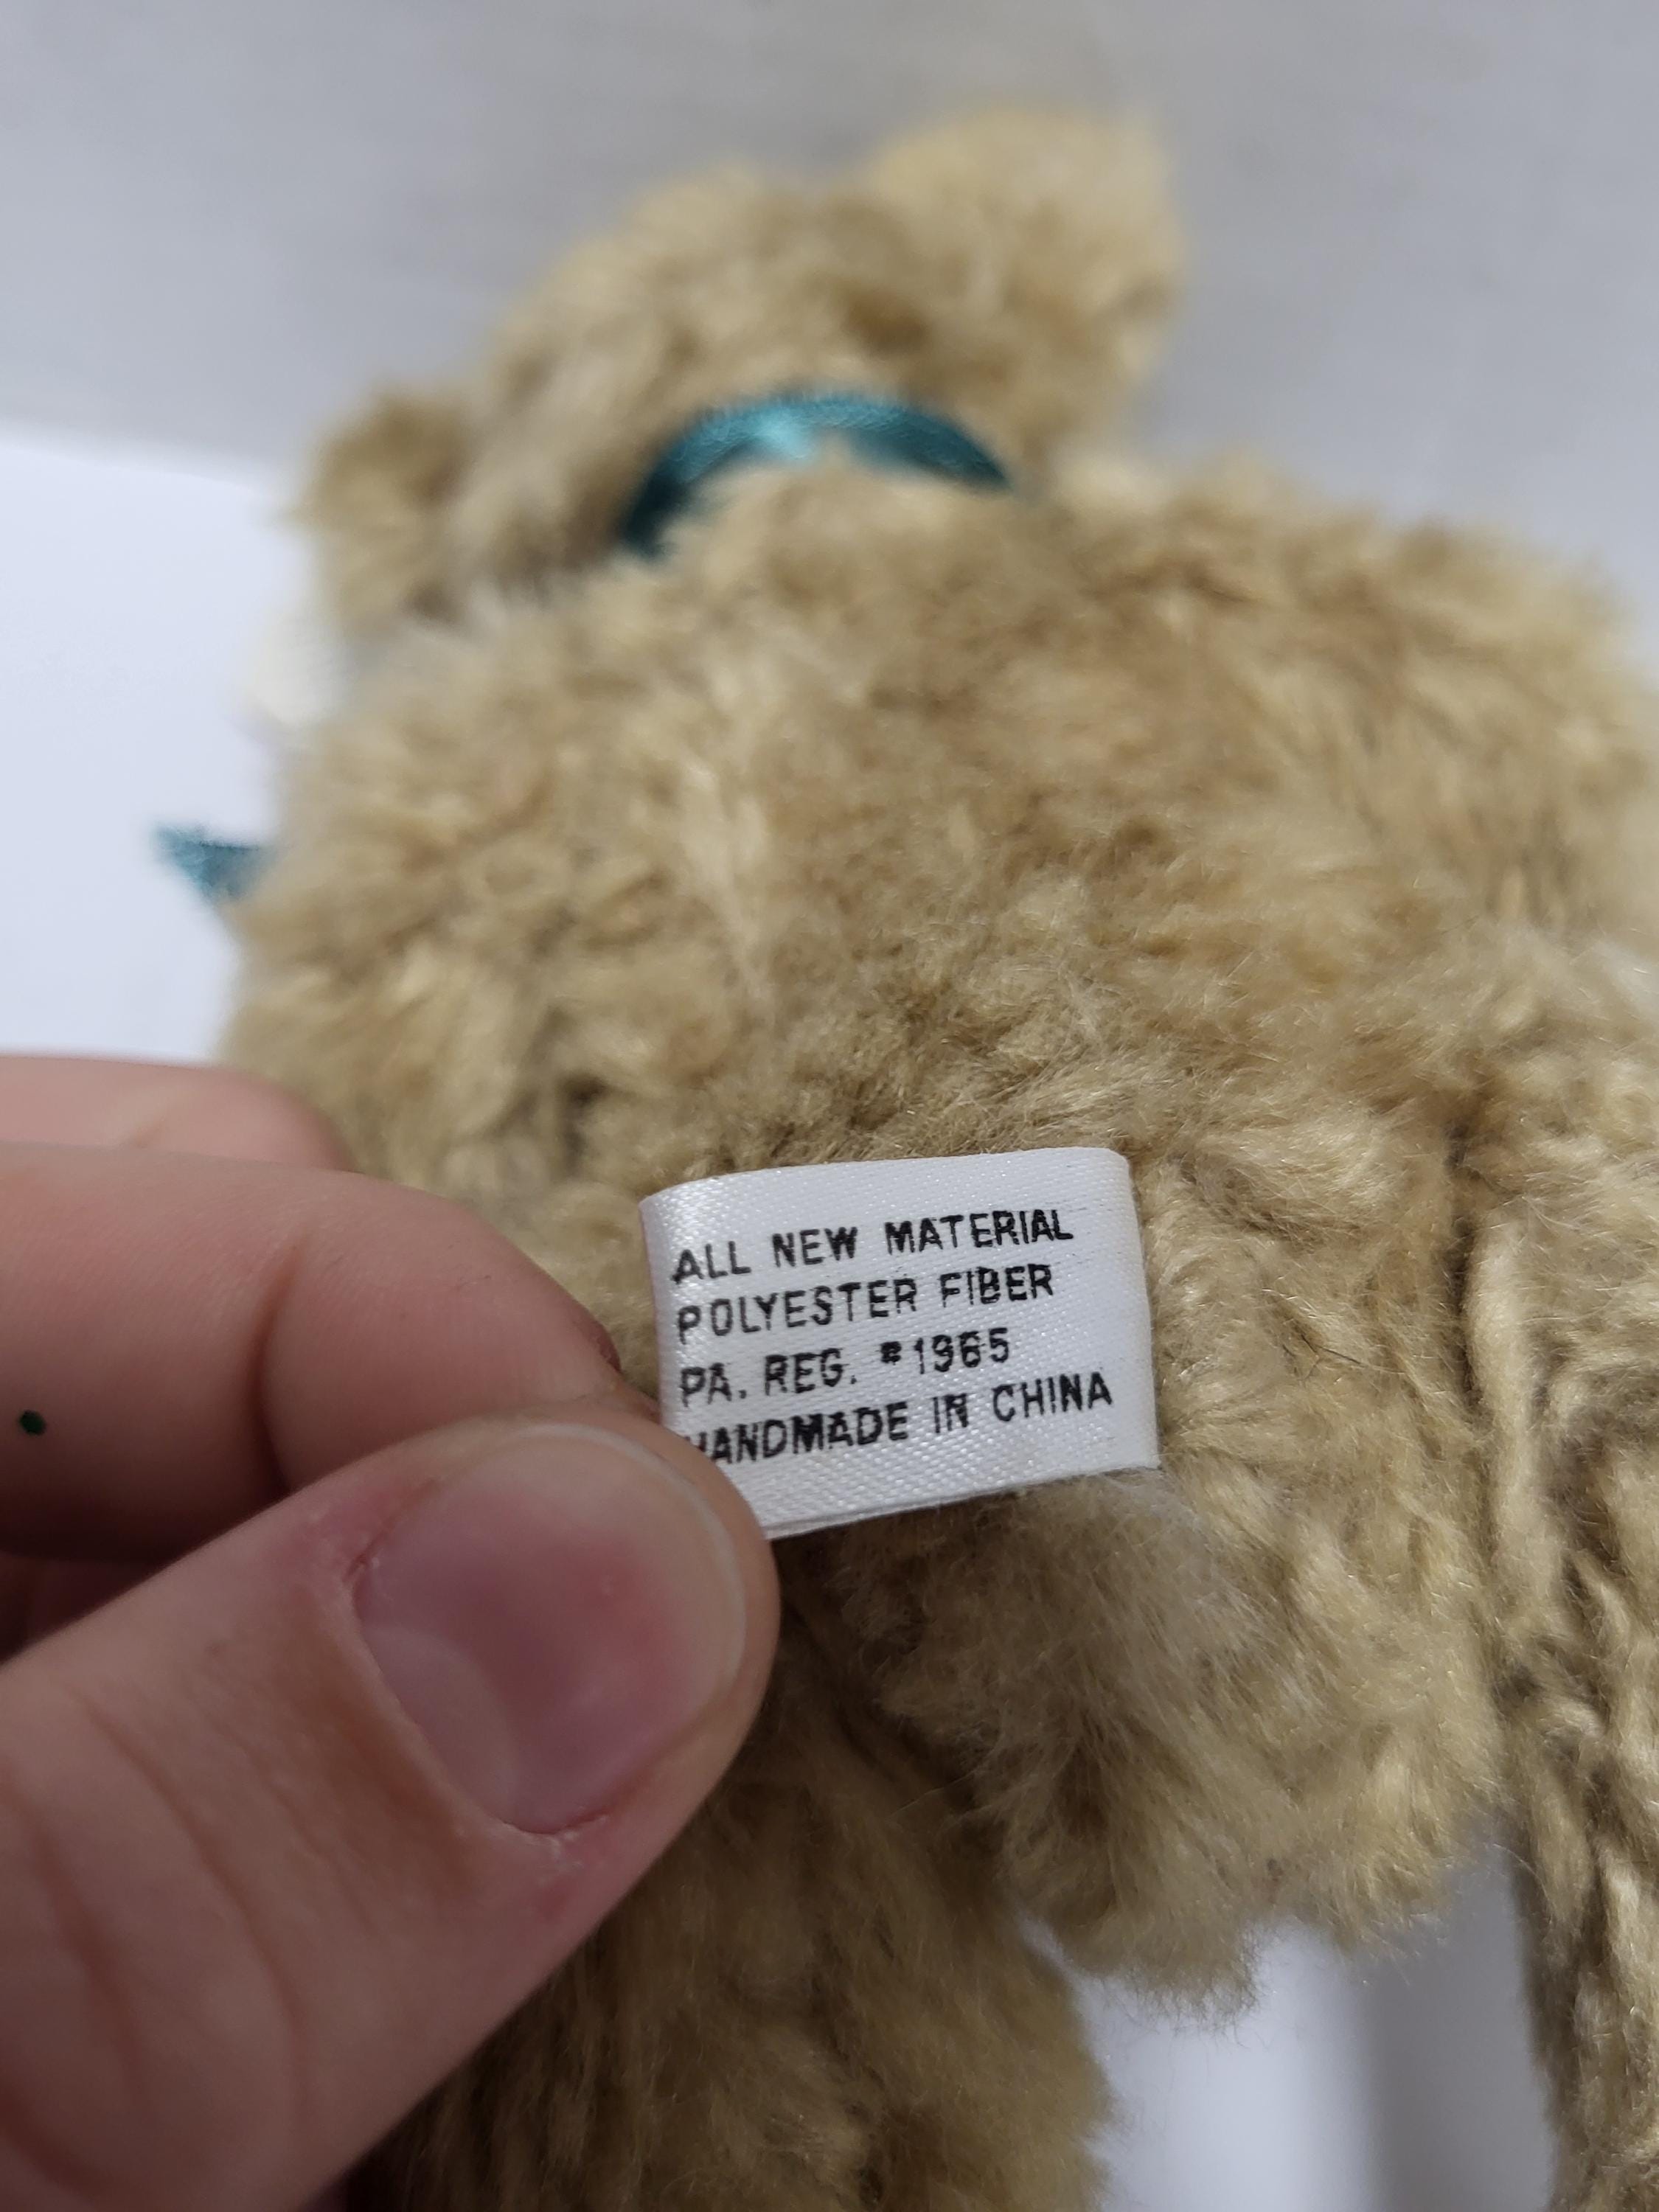 ALL NEW MATERIAL
POLYESTER FIBER
PA. REG. #1965
HANDMADE IN CHINA